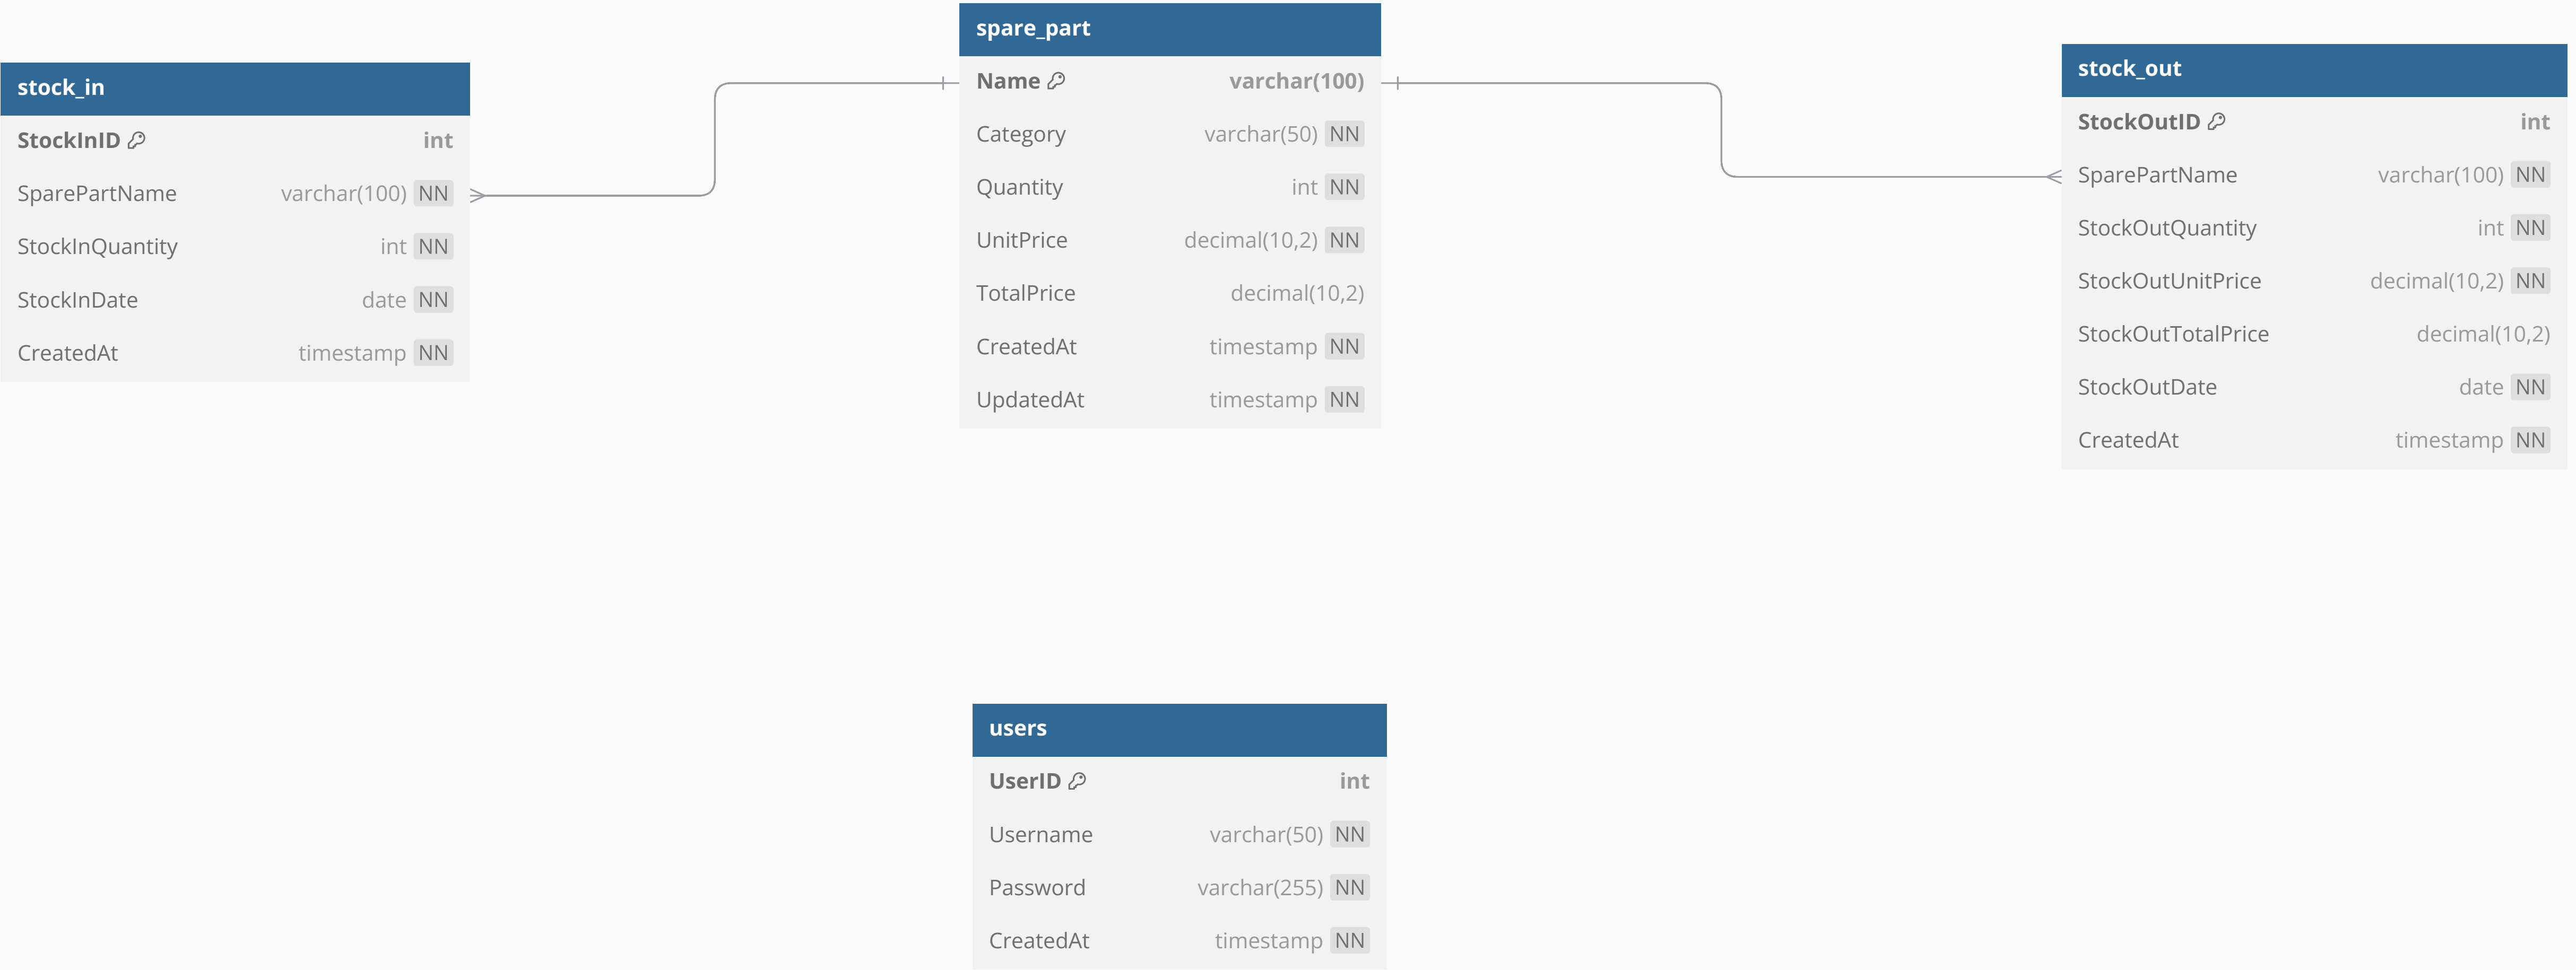 stock_in
StockInID int
SparePartName varchar(100) NN
StockInQuantity int NN
StockInDate date NN
CreatedAt timestamp NN
spare_part
Name varchar(100)
Category varchar(50) NN
Quantity int NN
UnitPrice decimal(10,2) NN
TotalPrice decimal(10,2)
CreatedAt timestamp NN
UpdatedAt timestamp NN
stock_out
StockOutID int
SparePartName varchar(100) NN
StockOutQuantity int NN
StockOutUnitPrice decimal(10,2) NN
StockOutTotalPrice decimal(10,2)
StockOutDate date NN
CreatedAt timestamp NN
users
UserID int
Username varchar(50) NN
Password varchar(255) NN
CreatedAt timestamp NN